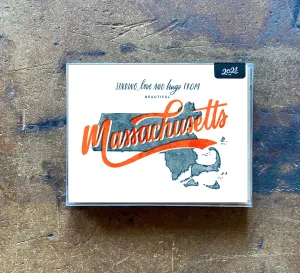 2021
SENDING love AND hugs FROM
BEAUTIFUL
Massachusetts